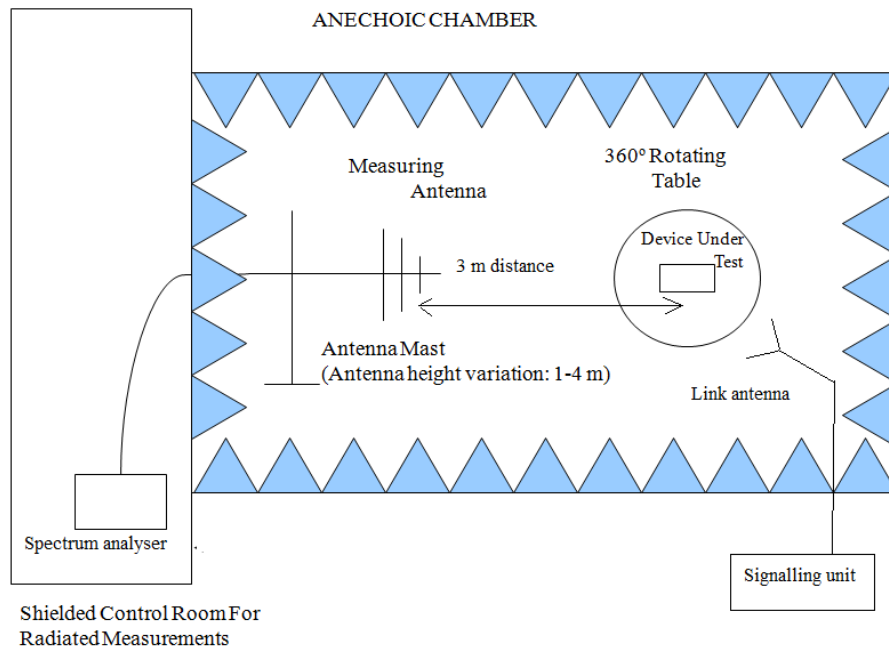 ANECHOIC CHAMBER
Measuring
Antenna
360º Rotating
Table
Device Under
Test
3 m distance
Antenna Mast
(Antenna height variation: 1-4 m)
Link antenna
Spectrum analyser
Signalling unit
Shielded Control Room For
Radiated Measurements